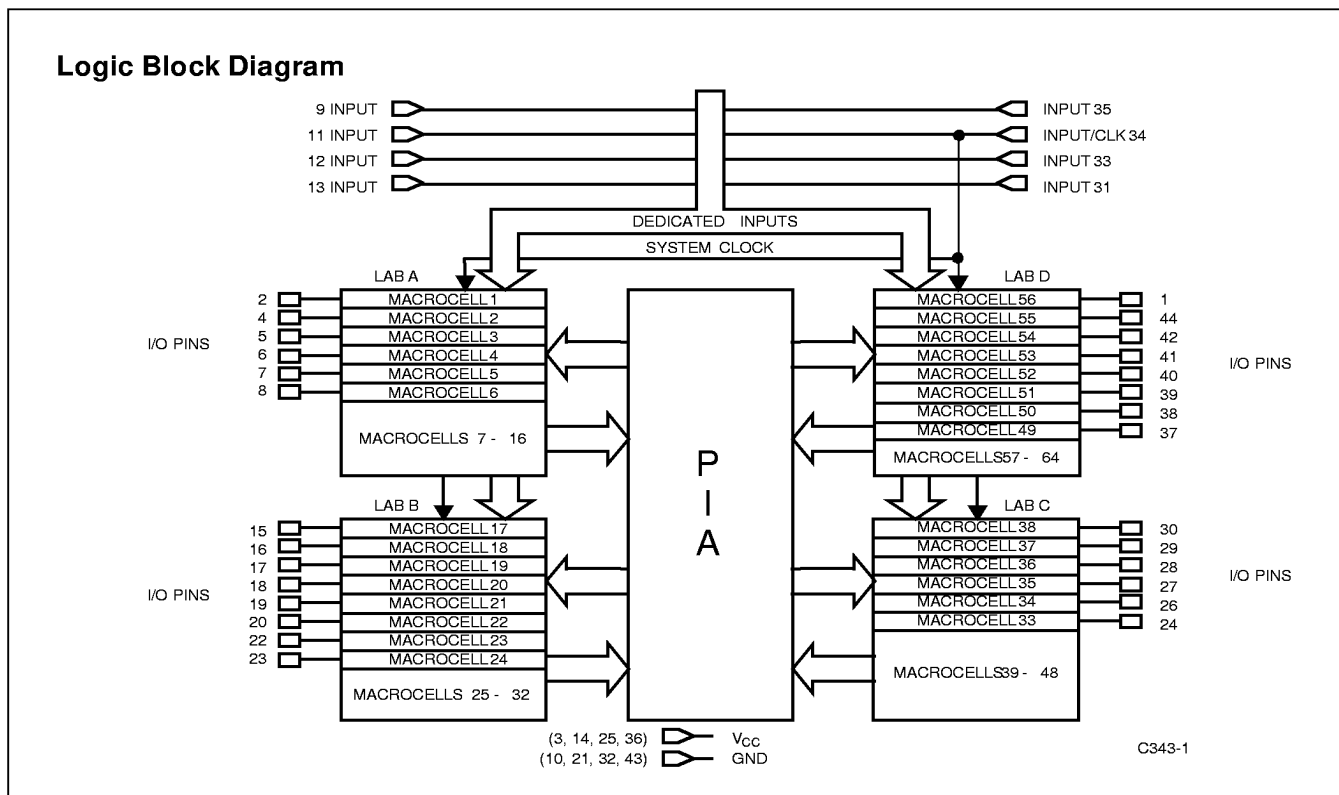 Logic Block Diagram
9 INPUT
INPUT 35
11 INPUT
INPUT/CLK 34
12 INPUT
INPUT 33
13 INPUT
INPUT 31
DEDICATED INPUTS
SYSTEM CLOCK
LAB A
LAB D
2
MACROCELL 1
MACROCELL 56
1
4
MACROCELL 2
MACROCELL 55
44
5
MACROCELL 3
MACROCELL 54
42
I/O PINS
6
MACROCELL 4
MACROCELL 53
41
I/O PINS
7
MACROCELL 5
MACROCELL 52
40
8
MACROCELL 6
MACROCELL 51
39
MACROCELL 50
38
MACROCELL 49
37
MACROCELLS 7 - 16
MACROCELLS 57 - 64
P
I
A
LAB B
LAB C
15
MACROCELL 17
MACROCELL 38
30
16
MACROCELL 18
MACROCELL 37
29
17
MACROCELL 19
MACROCELL 36
28
I/O PINS
18
MACROCELL 20
MACROCELL 35
27
I/O PINS
19
MACROCELL 21
MACROCELL 34
26
20
MACROCELL 22
MACROCELL 33
24
22
MACROCELL 23
23
MACROCELL 24
MACROCELLS 25 - 32
MACROCELLS 39 - 48
(3, 14, 25, 36) VCC
(10, 21, 32, 43) GND
C343-1